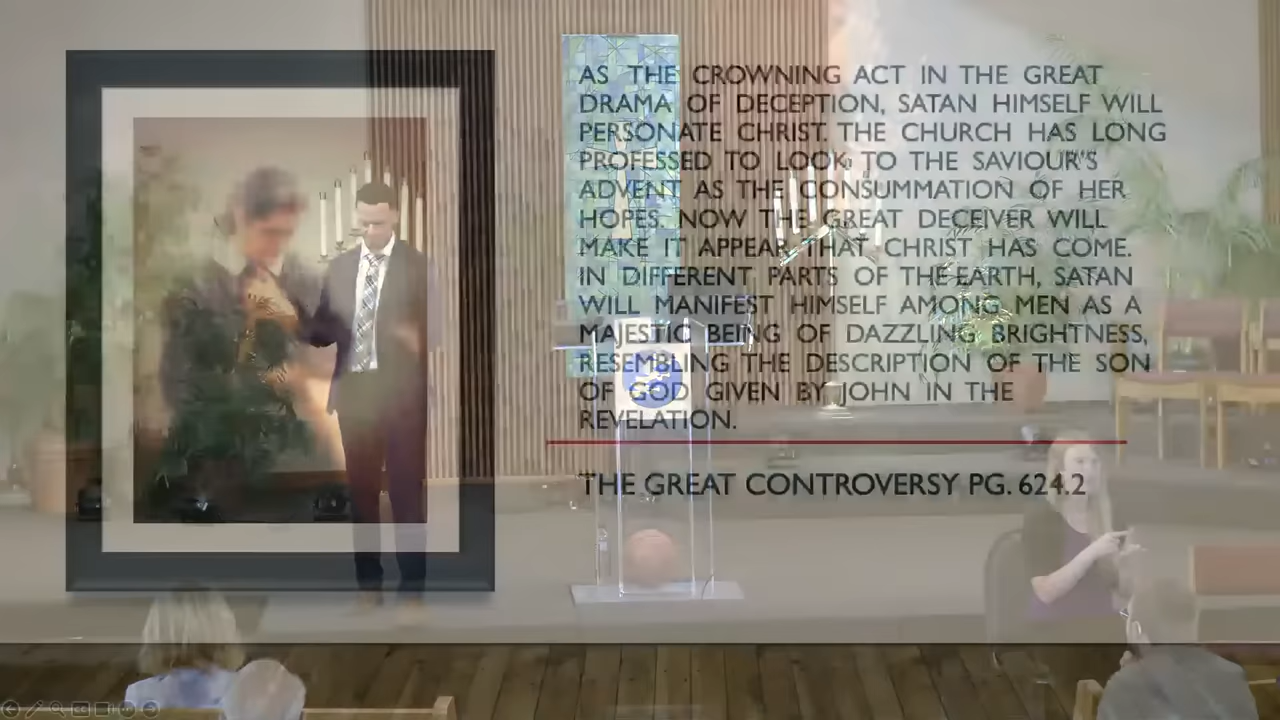 AS THE CROWNING ACT IN THE GREAT
DRAMA OF DECEPTION, SATAN HIMSELF WILL
PERSONATE CHRIST. THE CHURCH HAS LONG
PROFESSED TO LOOK TO THE SAVIOUR'S
ADVENT AS THE CONSUMMATION OF HER
HOPES. NOW THE GREAT DECEIVER WILL
MAKE IT APPEAR THAT CHRIST HAS COME.
IN DIFFERENT PARTS OF THE EARTH, SATAN
WILL MANIFEST HIMSELF AMONG MEN AS A
MAJESTIC BEING OF DAZZLING BRIGHTNESS,
RESEMBLING THE DESCRIPTION OF THE SON
OF GOD GIVEN BY JOHN IN THE
REVELATION.
THE GREAT CONTROVERSY PG. 624.2